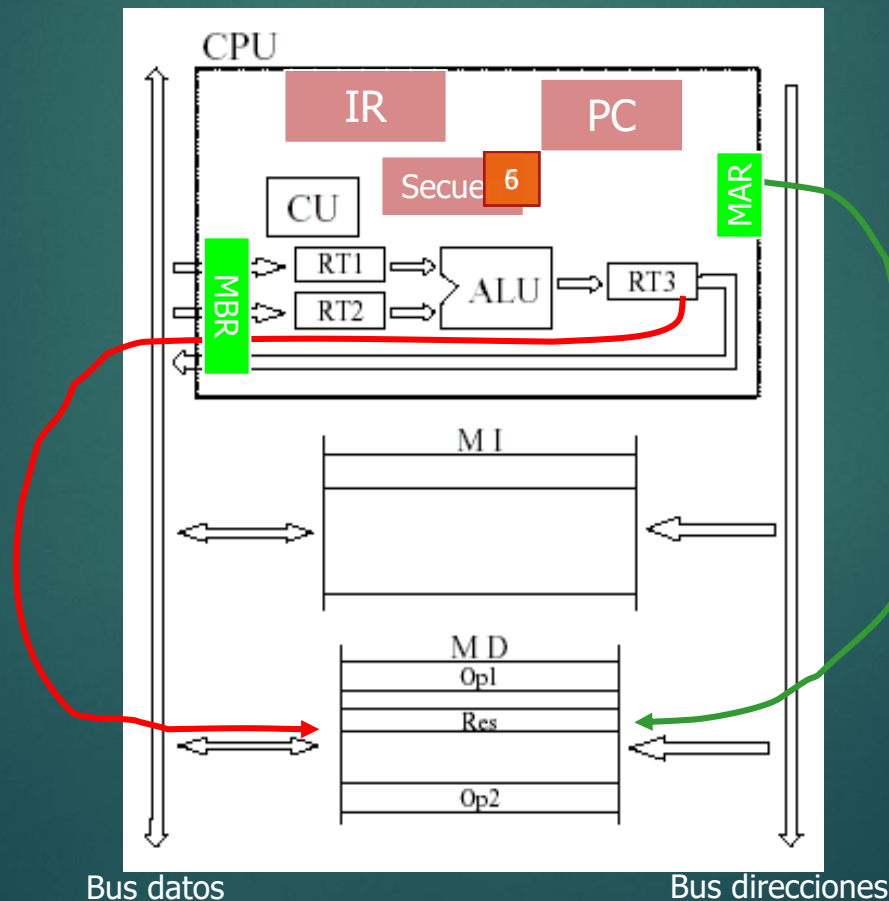 CPU
IR
PC
Secue
6
MAR
CU
MBR
RT1
RT2
ALU
RT3
M I
M D
Op1
Res
Op2
Bus datos
Bus direcciones